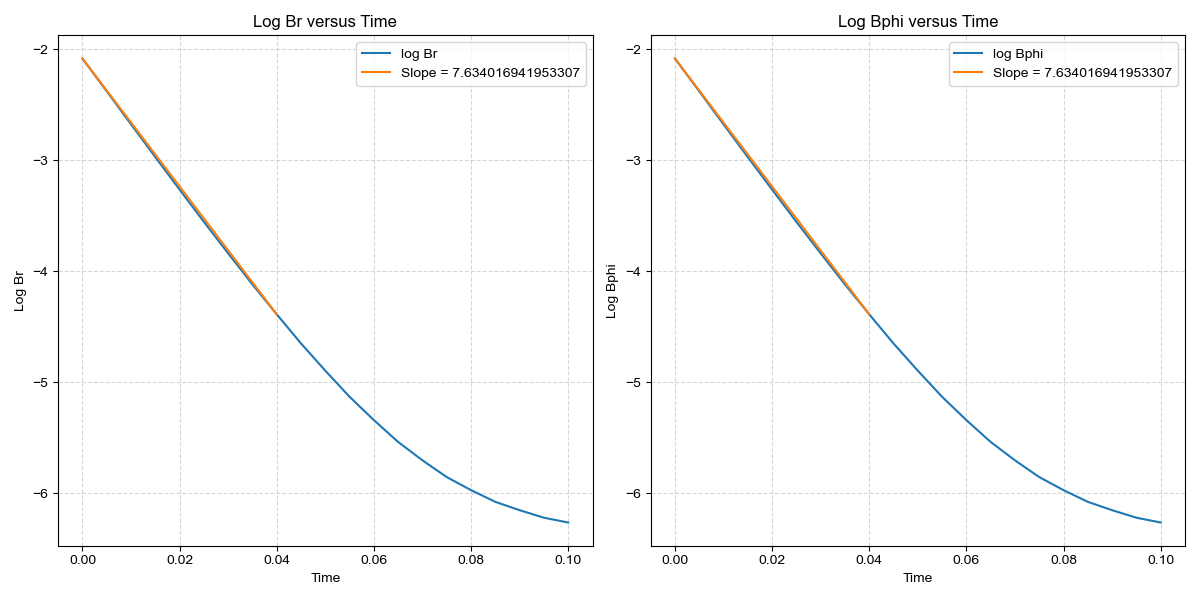 Log Br versus Time
log Br
Slope = 7.634016941953307
−2
−3
−4
−5
−6
Log Br
0.00 0.02 0.04 0.06 0.08 0.10
Time
Log Bphi versus Time
log Bphi
Slope = 7.634016941953307
−2
−3
−4
−5
−6
Log Bphi
0.00 0.02 0.04 0.06 0.08 0.10
Time